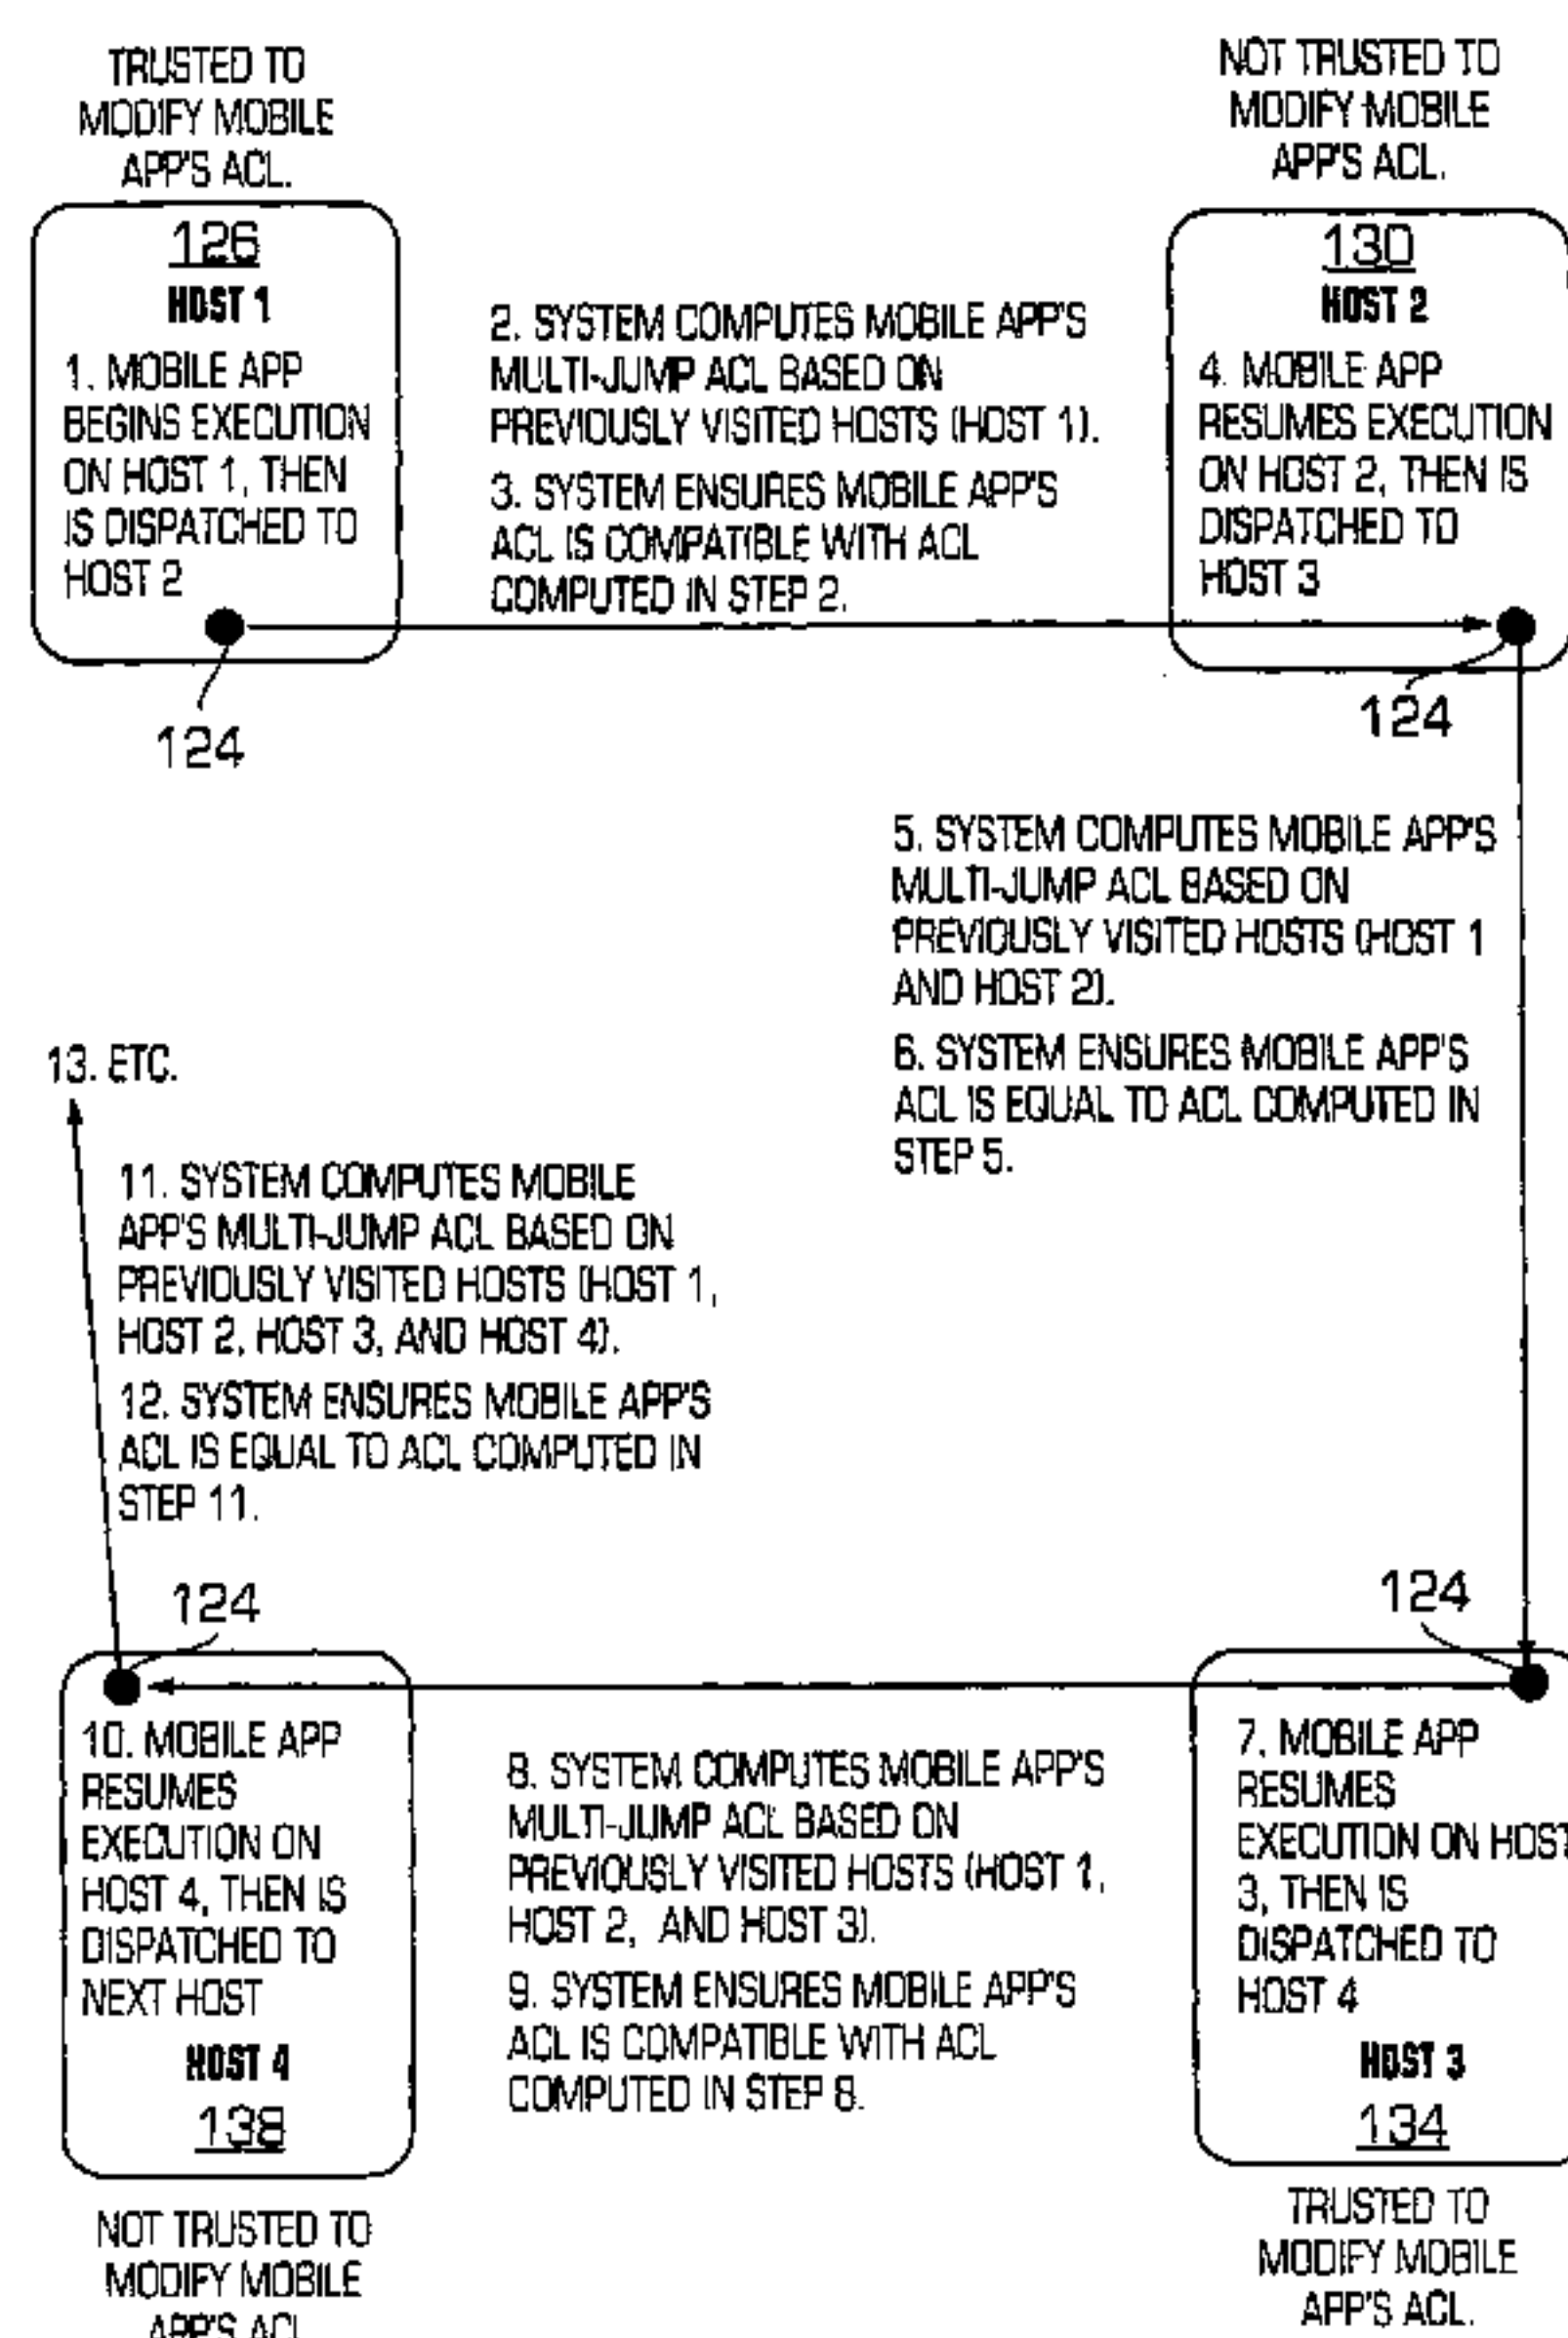 TRUSTED TO
MODIFY MOBILE
APP'S ACL.
126
HOST 1
1. MOBILE APP
BEGINS EXECUTION
ON HOST 1, THEN
IS DISPATCHED TO
HOST 2
124
2. SYSTEM COMPUTES MOBILE APP'S
MULTI-JUMP ACL BASED ON
PREVIOUSLY VISITED HOSTS (HOST 1).
3. SYSTEM ENSURES MOBILE APP'S
ACL IS COMPATIBLE WITH ACL
COMPUTED IN STEP 2.
NOT TRUSTED TO
MODIFY MOBILE
APP'S ACL.
130
HOST 2
4. MOBILE APP
RESUMES EXECUTION
ON HOST 2, THEN IS
DISPATCHED TO
HOST 3
124
5. SYSTEM COMPUTES MOBILE APP'S
MULTI-JUMP ACL BASED ON
PREVIOUSLY VISITED HOSTS (HOST 1
AND HOST 2).
6. SYSTEM ENSURES MOBILE APP'S
ACL IS EQUAL TO ACL COMPUTED IN
STEP 5.
13. ETC.
11. SYSTEM COMPUTES MOBILE
APP'S MULTI-JUMP ACL BASED ON
PREVIOUSLY VISITED HOSTS (HOST 1,
HOST 2, HOST 3, AND HOST 4).
12. SYSTEM ENSURES MOBILE APP'S
ACL IS EQUAL TO ACL COMPUTED IN
STEP 11.
124
10. MOBILE APP
RESUMES
EXECUTION ON
HOST 4, THEN IS
DISPATCHED TO
NEXT HOST
HOST 4
138
NOT TRUSTED TO
MODIFY MOBILE
APP'S ACL
8. SYSTEM COMPUTES MOBILE APP'S
MULTI-JUMP ACL BASED ON
PREVIOUSLY VISITED HOSTS (HOST 1,
HOST 2, AND HOST 3).
9. SYSTEM ENSURES MOBILE APP'S
ACL IS COMPATIBLE WITH ACL
COMPUTED IN STEP 8.
124
7. MOBILE APP
RESUMES
EXECUTION ON HOST
3, THEN IS
DISPATCHED TO
HOST 4
HOST 3
134
TRUSTED TO
MODIFY MOBILE
APP'S ACL.